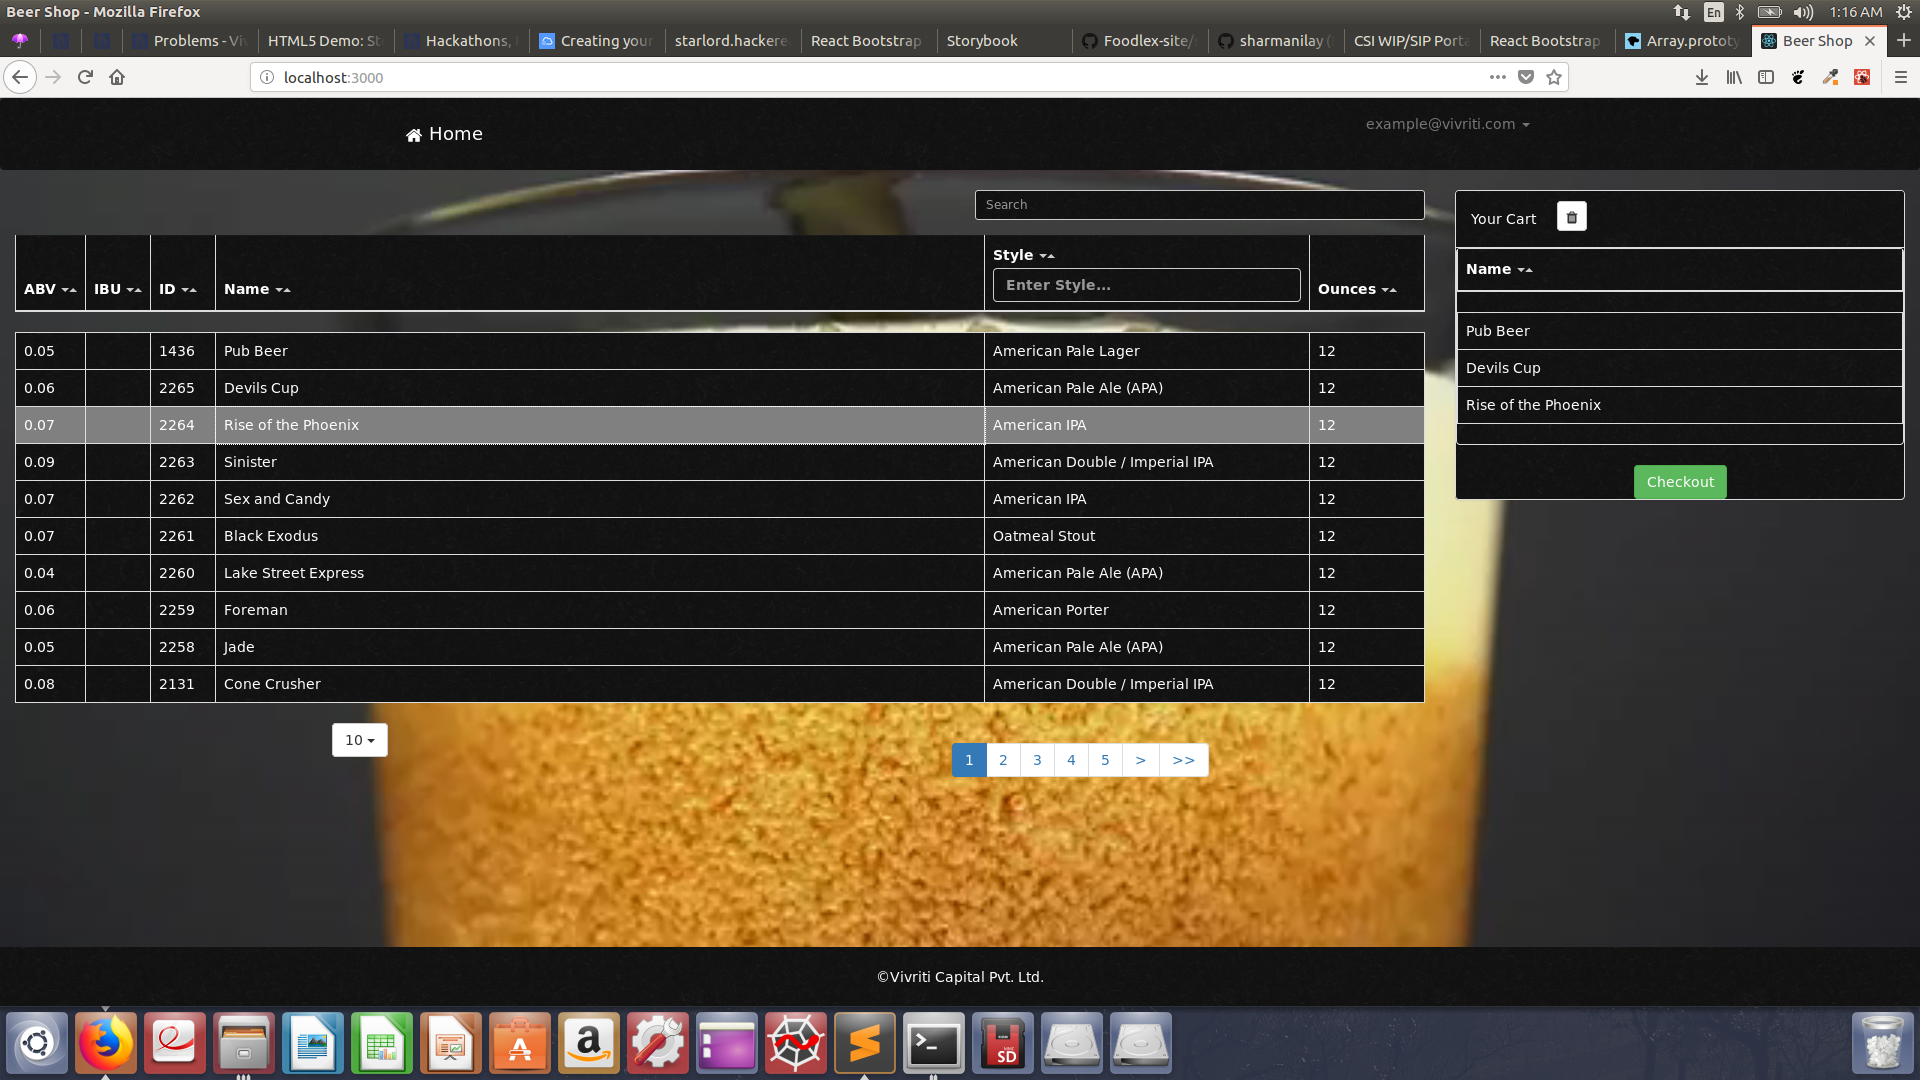 Beer Shop - Mozilla Firefox
En
1:16 AM
Problems - Viv
HTML5 Demo: St
Hackathons,
Creating your
starlord.hackere
React Bootstrap
Storybook
Foodlex-site/
sharmanilay (
CSI WIP/SIP Porta
React Bootstrap
Array.prototy
Beer Shop
localhost:3000
Home
example@vivriti.com
Search
Your Cart
ABV IBU ID Name Style Ounces
Enter Style...
0.05 1436 Pub Beer American Pale Lager 12
0.06 2265 Devils Cup American Pale Ale (APA) 12
0.07 2264 Rise of the Phoenix American IPA 12
0.09 2263 Sinister American Double / Imperial IPA 12
0.07 2262 Sex and Candy American IPA 12
0.07 2261 Black Exodus Oatmeal Stout 12
0.04 2260 Lake Street Express American Pale Ale (APA) 12
0.06 2259 Foreman American Porter 12
0.05 2258 Jade American Pale Ale (APA) 12
0.08 2131 Cone Crusher American Double / Imperial IPA 12
Name
Pub Beer
Devils Cup
Rise of the Phoenix
Checkout
10
1 2 3 4 5 > >>
©Vivriti Capital Pvt. Ltd.
SD